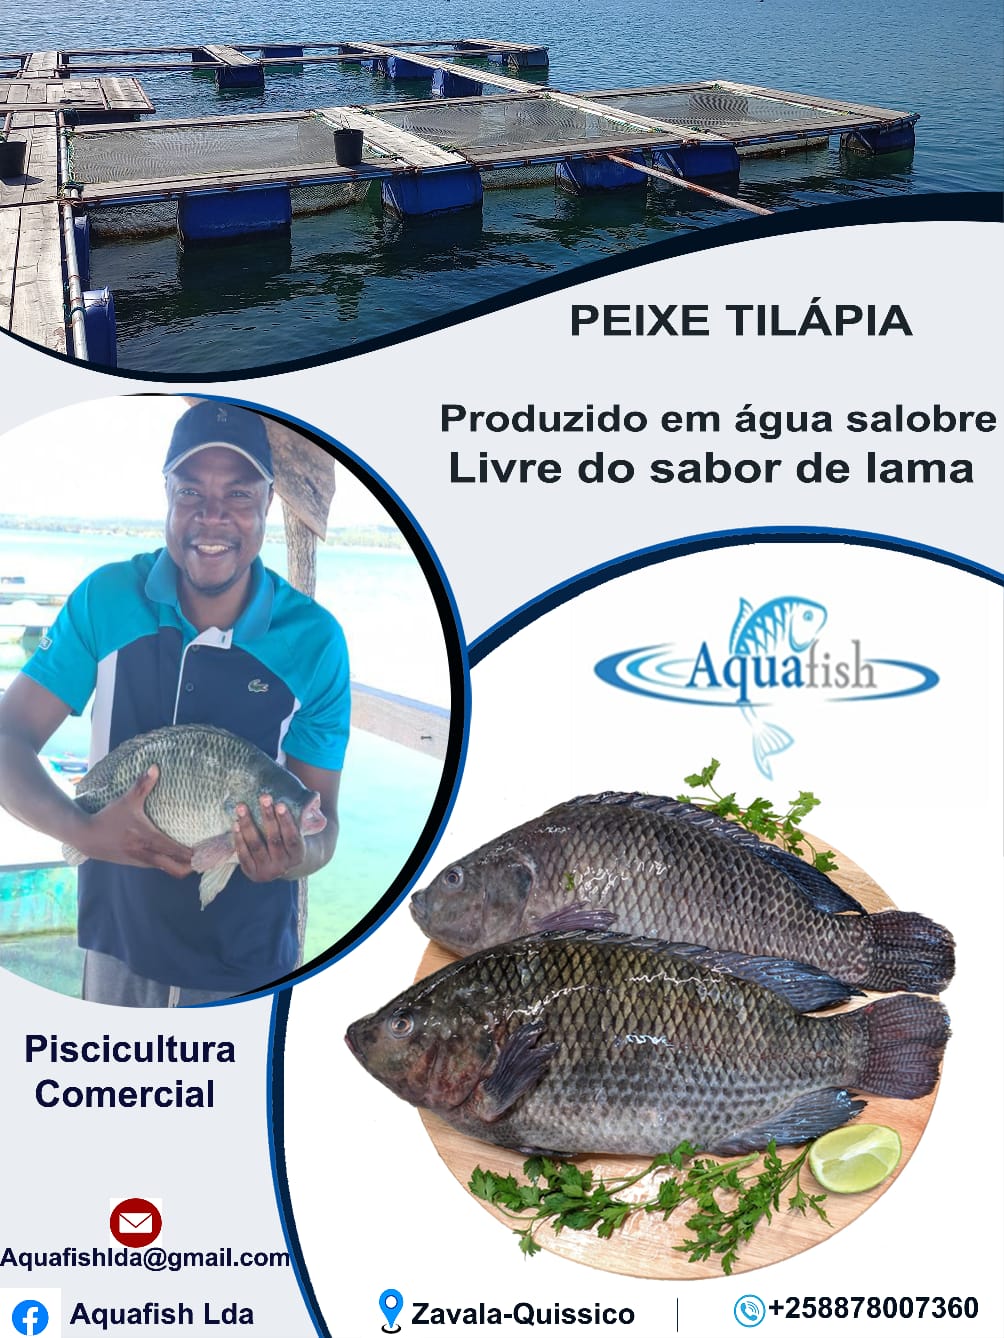 PEIXE TILÁPIA
Produzido em água salobre
Livre do sabor de lama
Aquafish
Piscicultura
Comercial
Aquafishlda@gmail.com
Aquafish Lda
Zavala-Quissico
+258878007360